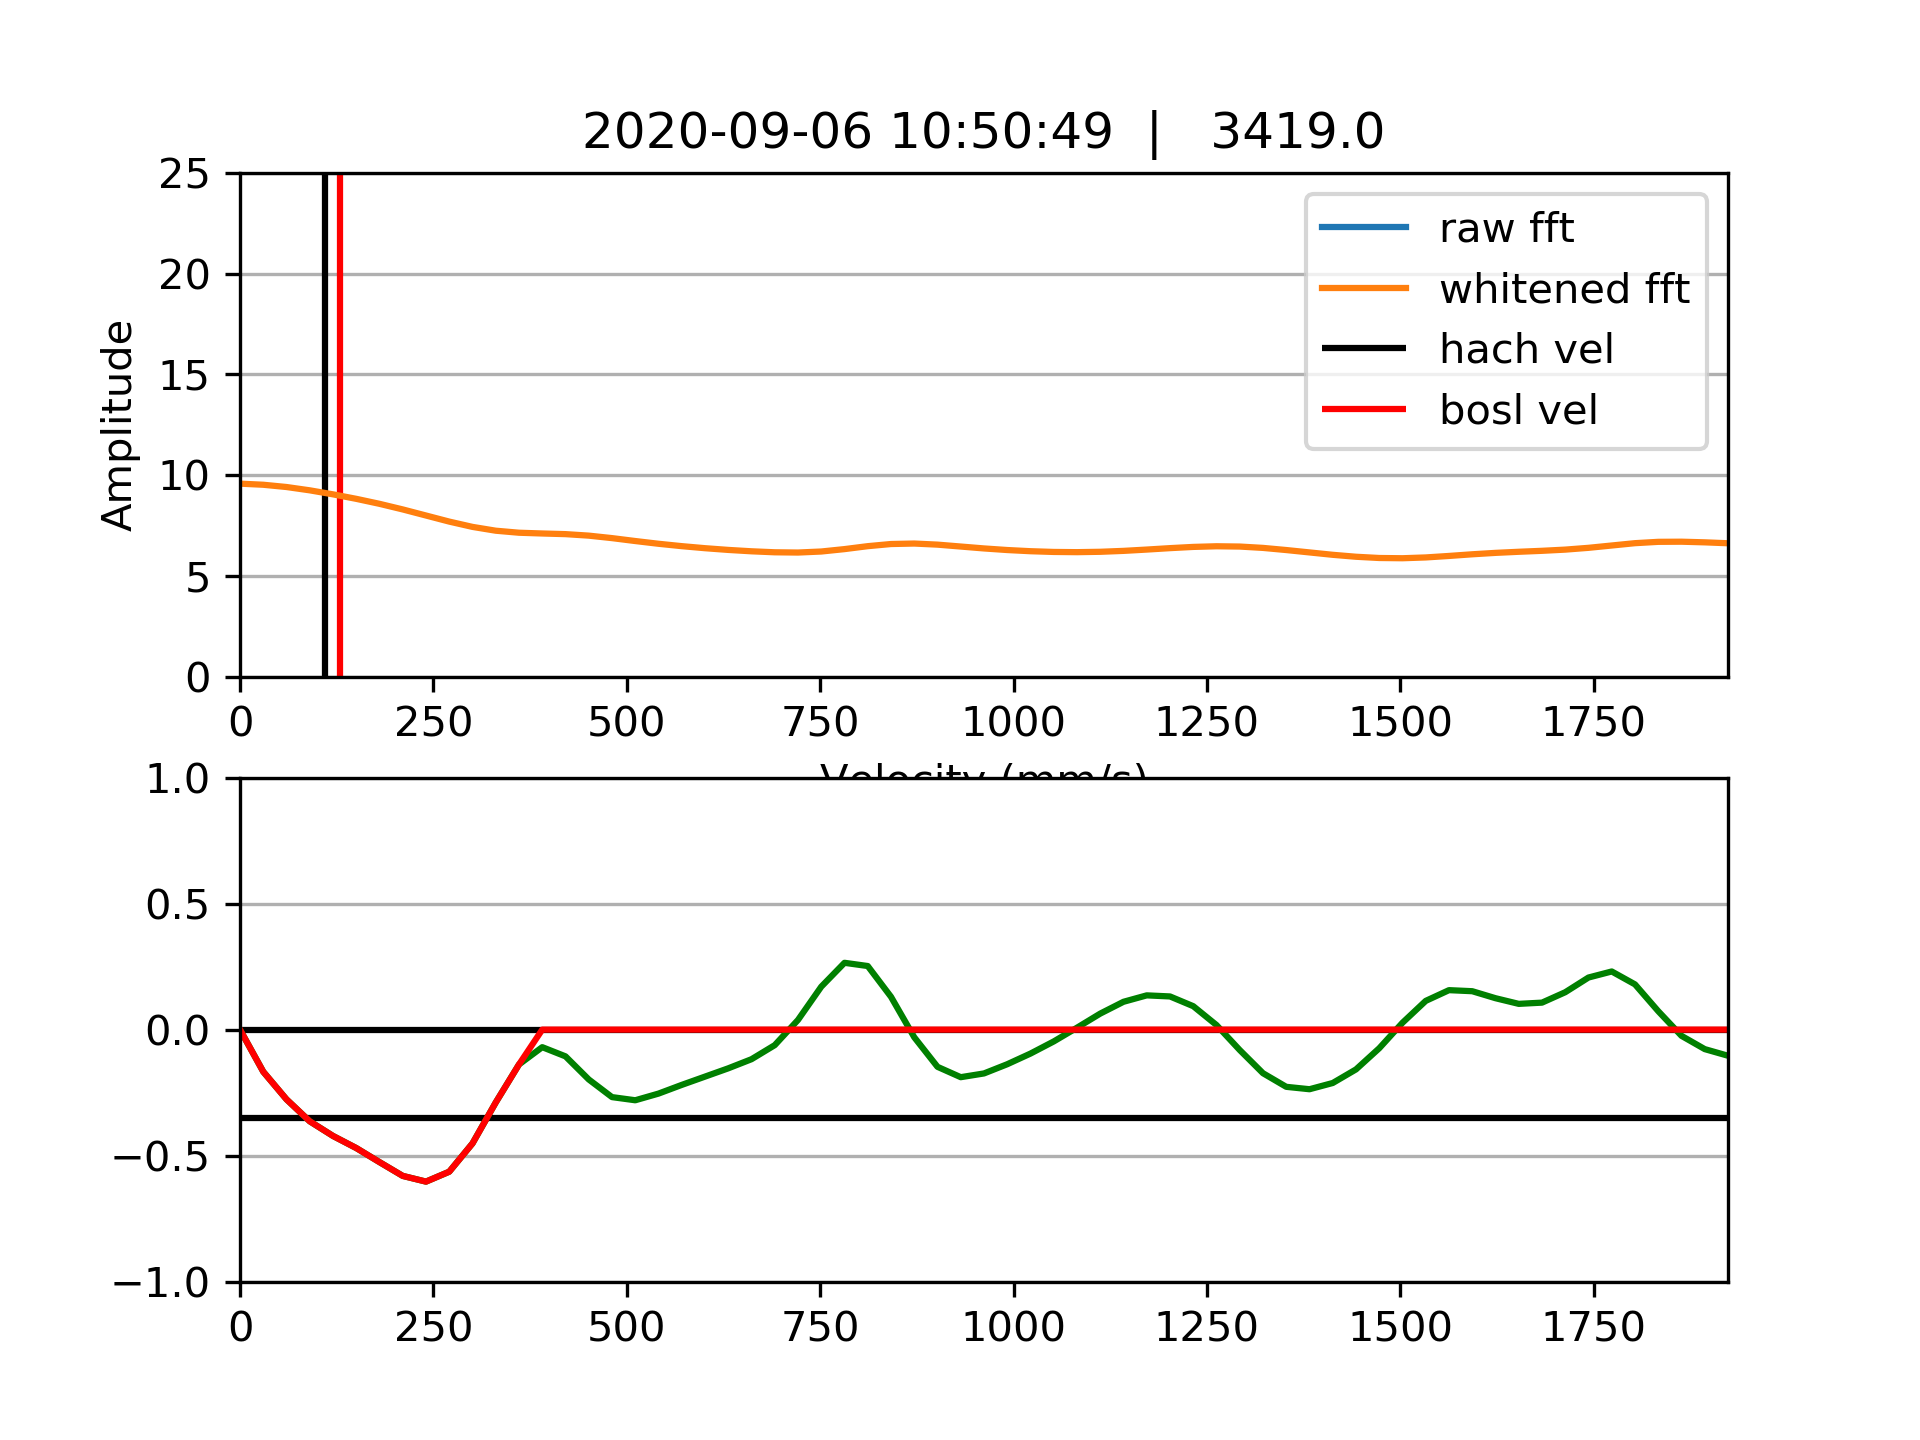 2020-09-06 10:50:49 | 3419.0
25
20
15
10
5
0
Amplitude
raw fft
whitened fft
hach vel
bosl vel
0 250 500 750 1000 1250 1500 1750
Velocity (mm/s)
1.0
0.5
0.0
−0.5
−1.0
0 250 500 750 1000 1250 1500 1750